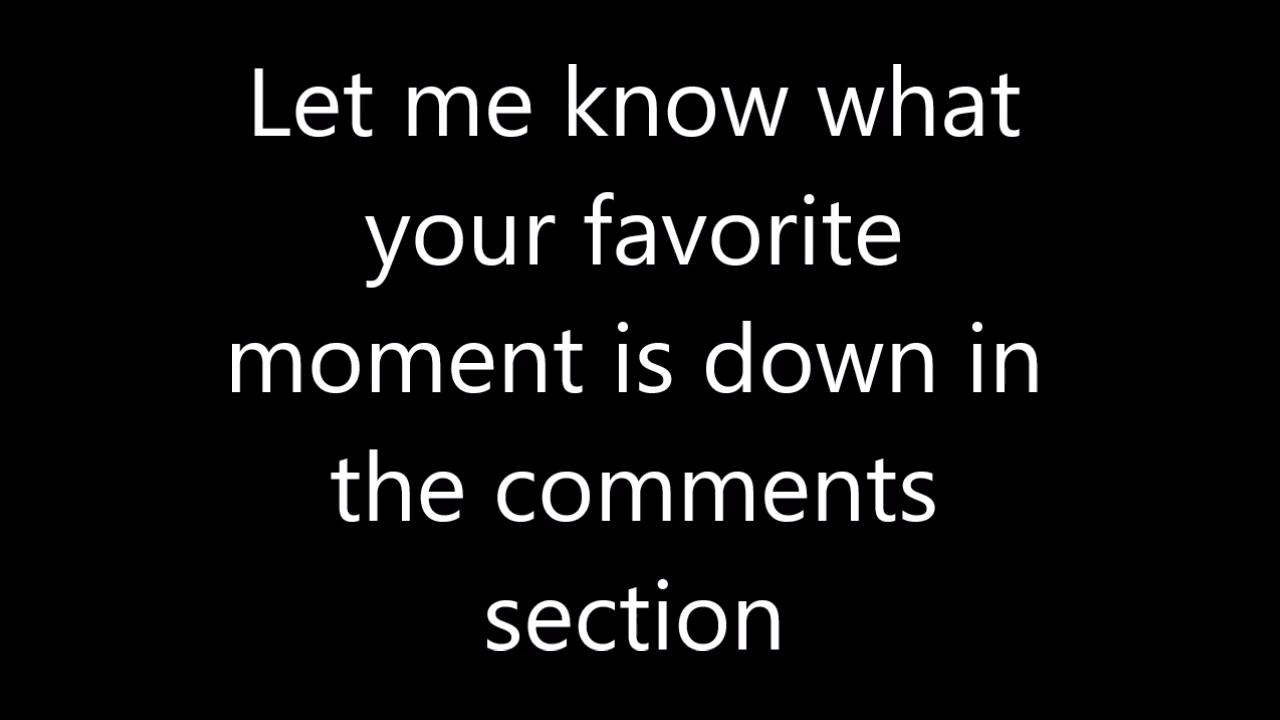 Let me know what
your favorite
moment is down in
the comments
section